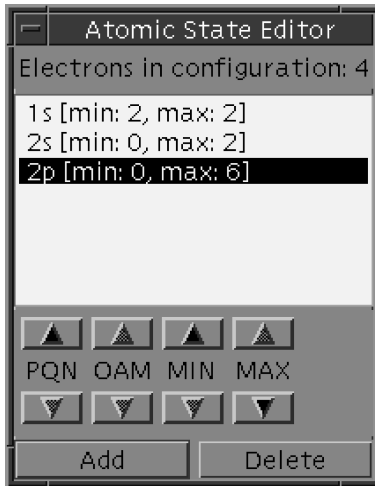 Atomic State Editor
Electrons in configuration: 4
1s [min: 2, max: 2]
2s [min: 0, max: 2]
2p [min: 0, max: 6]
PQN OAM MIN MAX
Add Delete